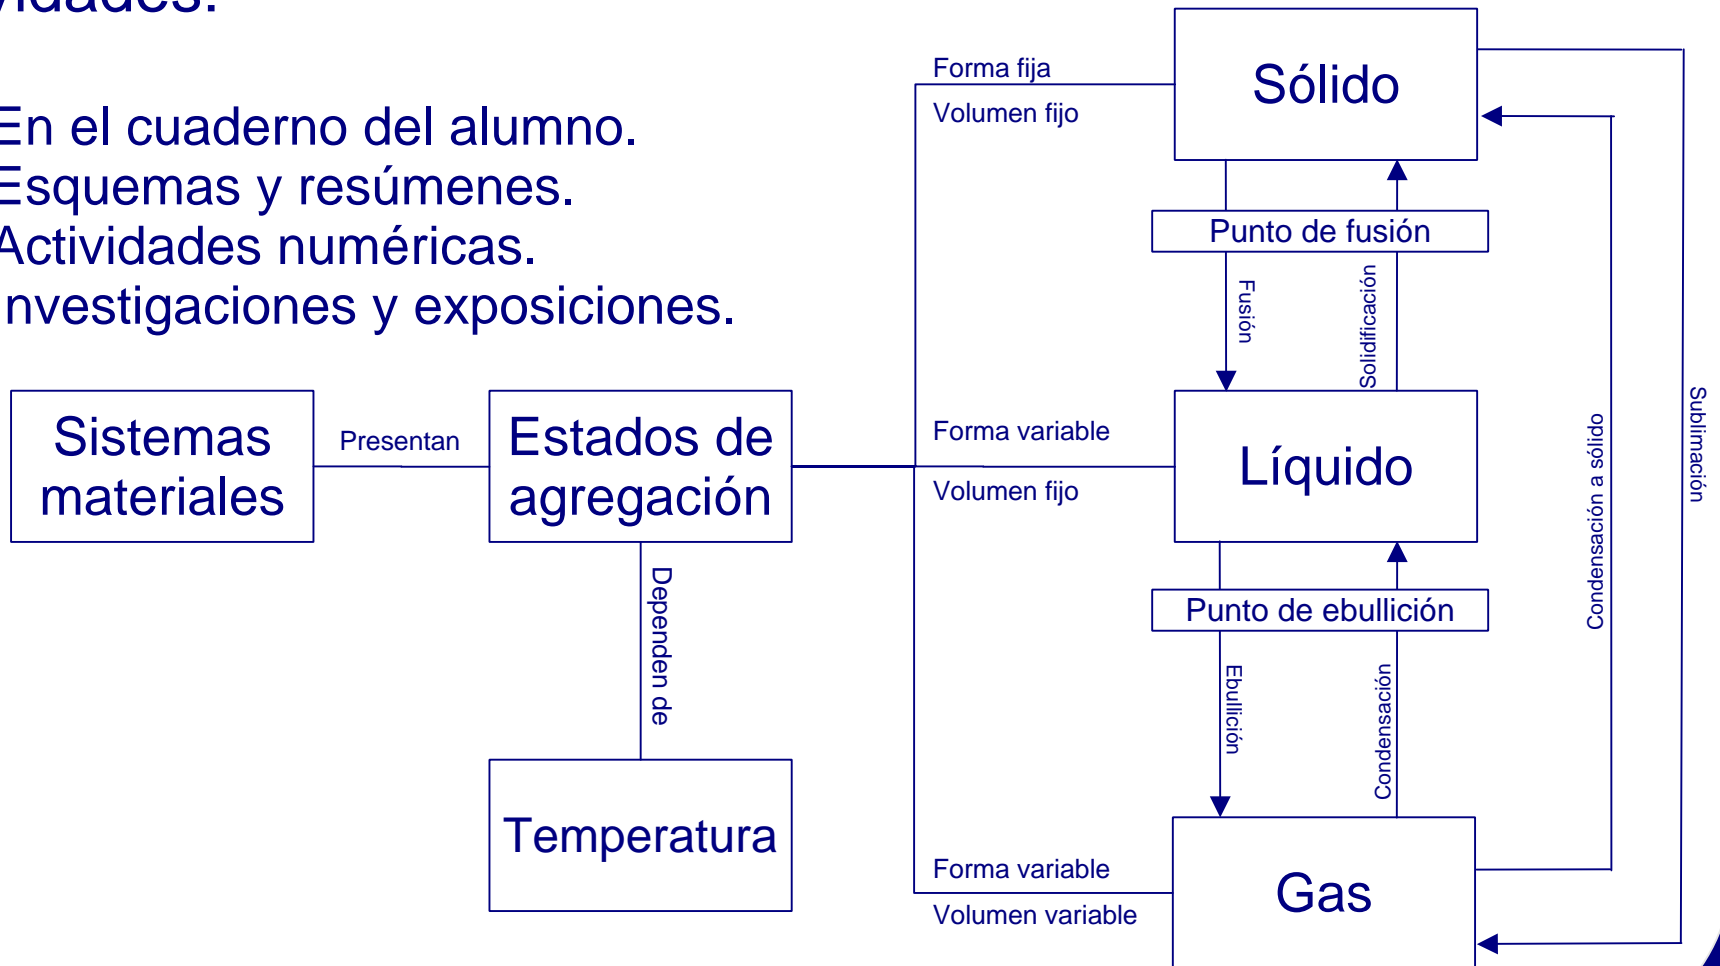 vidades.
En el cuaderno del alumno.
Esquemas y resúmenes.
Actividades numéricas.
Investigaciones y exposiciones.
Sistemas
materiales
Presentan
Estados de
agregación
Dependen de
Temperatura
Forma fija
Volumen fijo
Sólido
Punto de fusión
Fusión
Solidificación
Forma variable
Volumen fijo
Líquido
Punto de ebullición
Ebullición
Condensación
Forma variable
Volumen variable
Gas
Condensación a sólido
Sublimación